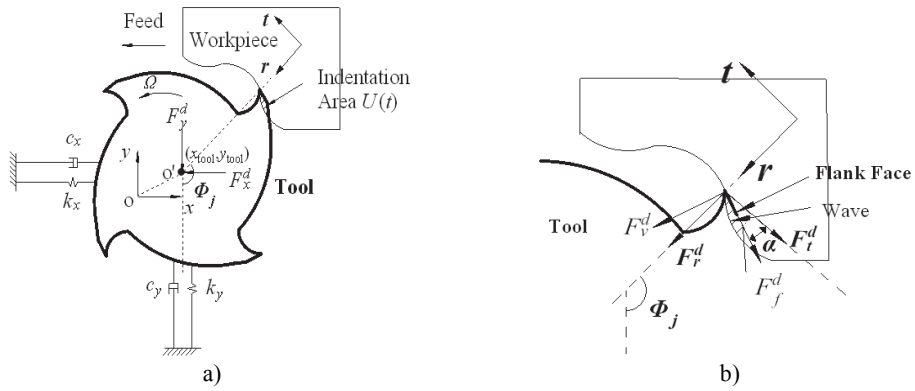 Feed
Workpiece
t
r
Indentation
Area U(t)
Ω
F_y^d
(x_tool, y_tool)
o'
F_x^d
Φ_j
Tool
c_x
k_x
y
o
x
c_y
k_y
a)
t
r
Flank Face
Wave
Tool
F_v^d
F_r^d
α
F_t^d
F_f^d
Φ_j
b)